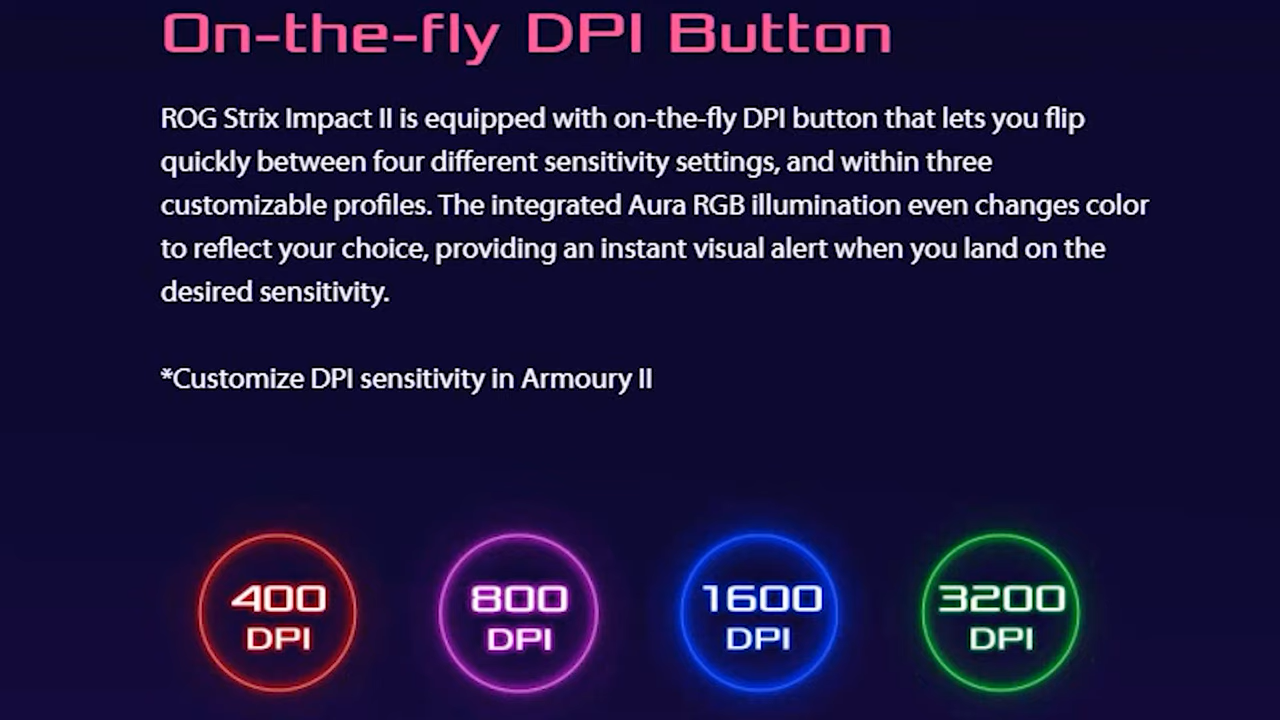 On-the-fly DPI Button
ROG Strix Impact II is equipped with on-the-fly DPI button that lets you flip
quickly between four different sensitivity settings, and within three
customizable profiles. The integrated Aura RGB illumination even changes color
to reflect your choice, providing an instant visual alert when you land on the
desired sensitivity.
*Customize DPI sensitivity in Armoury II
400 DPI
800 DPI
1600 DPI
3200 DPI